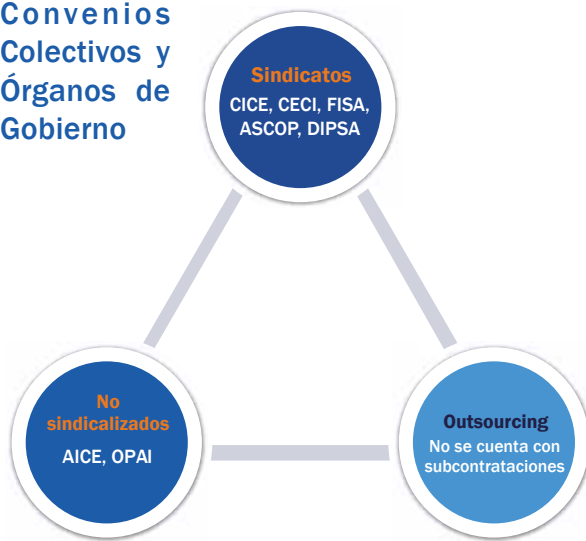 Convenios
Colectivos y
Órganos de
Gobierno
Sindicatos
CICE, CECI, FISA,
ASCOP, DIPSA
No
sindicalizados
AICE, OPAI
Outsourcing
No se cuenta con
subcontrataciones